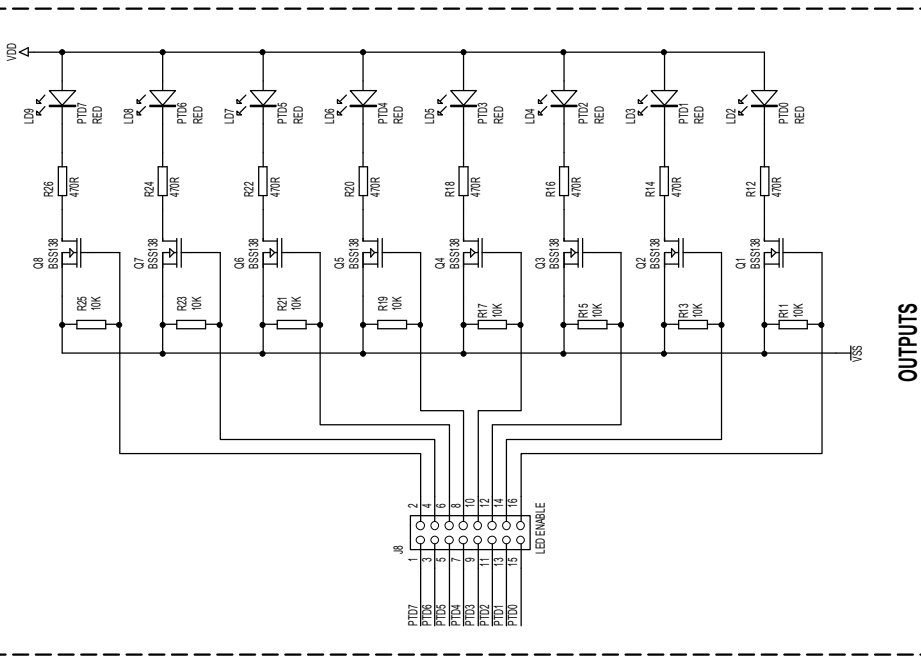 VDD
LD9
PTD7
RED
R26
470R
Q8
BSS138
R25
10K
LD8
PTD6
RED
R24
470R
Q7
BSS138
R23
10K
LD7
PTD5
RED
R22
470R
Q6
BSS138
R21
10K
LD6
PTD4
RED
R20
470R
Q5
BSS138
R19
10K
LD5
PTD3
RED
R18
470R
Q4
BSS138
R17
10K
LD4
PTD2
RED
R16
470R
Q3
BSS138
R15
10K
LD3
PTD1
RED
R14
470R
Q2
BSS138
R13
10K
LD2
PTD0
RED
R12
470R
Q1
BSS138
R11
10K
VSS
J8
PTD7 1 2
PTD6 3 4
PTD5 5 6
PTD4 7 8
PTD3 9 10
PTD2 11 12
PTD1 13 14
PTD0 15 16
LED ENABLE
OUTPUTS